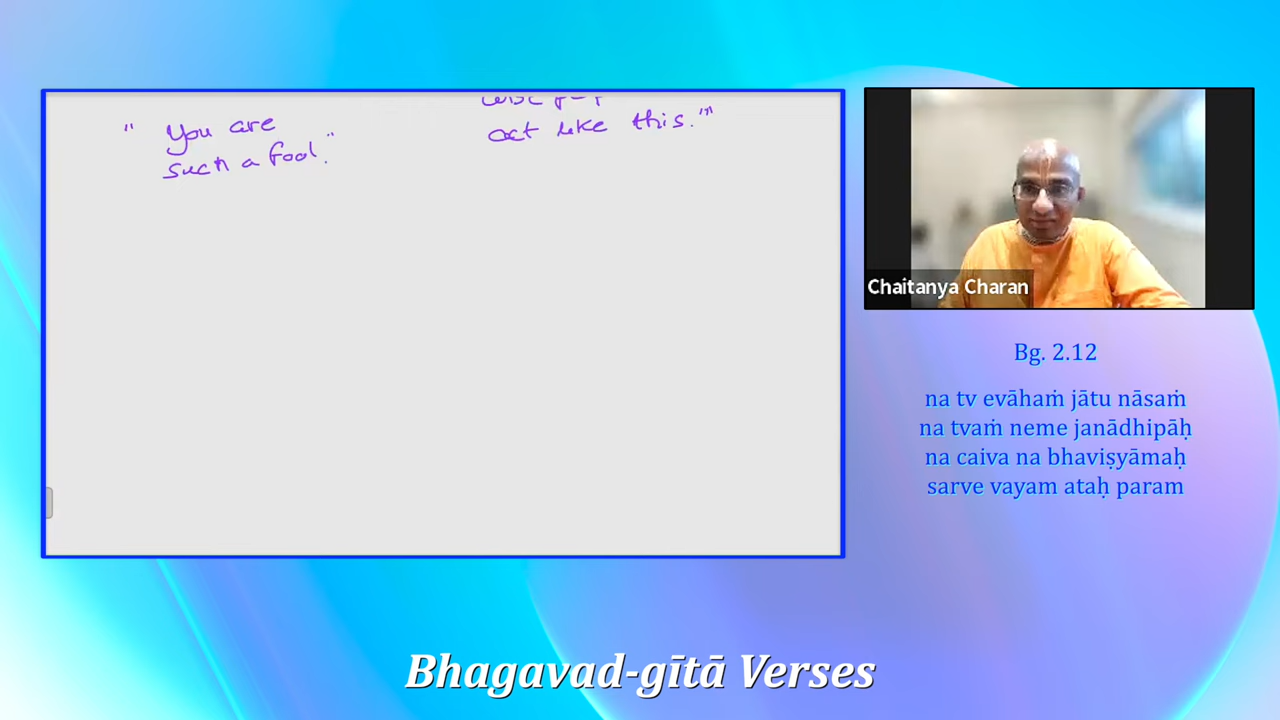 " You are
such a fool."
act like this.""
Chaitanya Charan
Bg. 2.12
na tv evāhaṁ jātu nāsaṁ
na tvaṁ neme janādhipāḥ
na caiva na bhaviṣyāmaḥ
sarve vayam ataḥ param
Bhagavad-gītā Verses